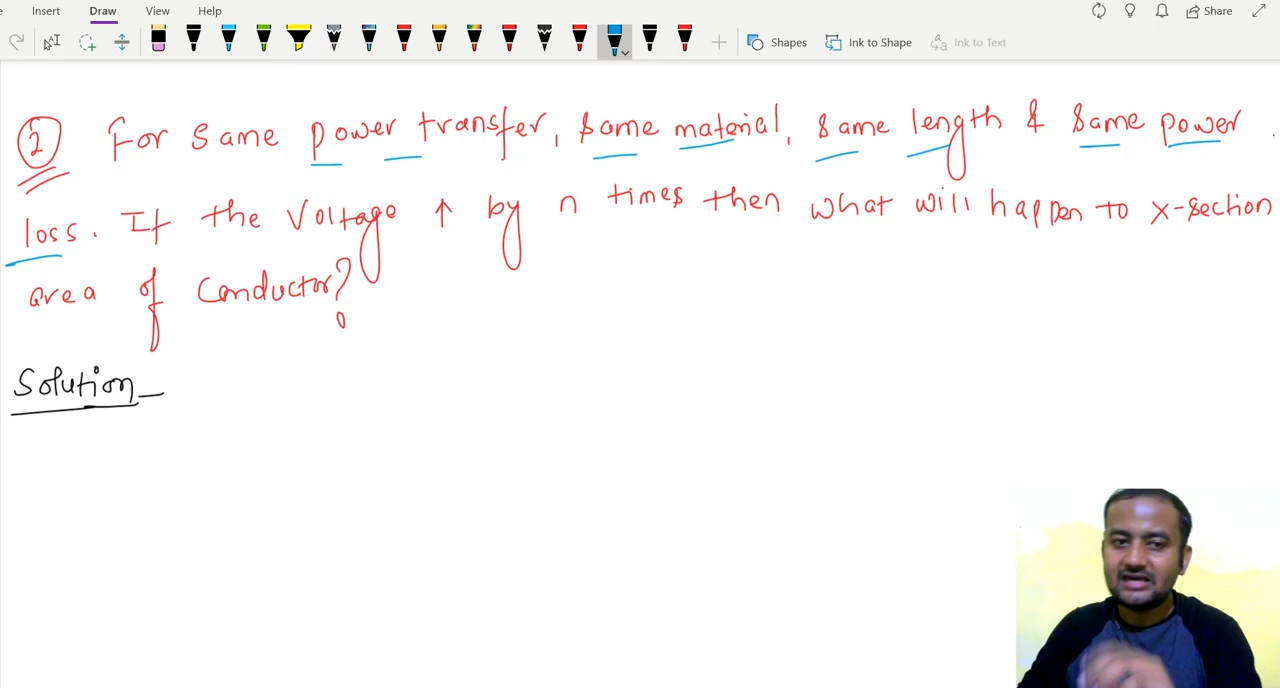 Insert Draw View Help Share
Shapes Ink to Shape Ink to Text
② For same power transfer, same material, same length & same power
loss. If the Voltage ↑ by n times then what will happen to x-section
area of Conductor?
Solution_